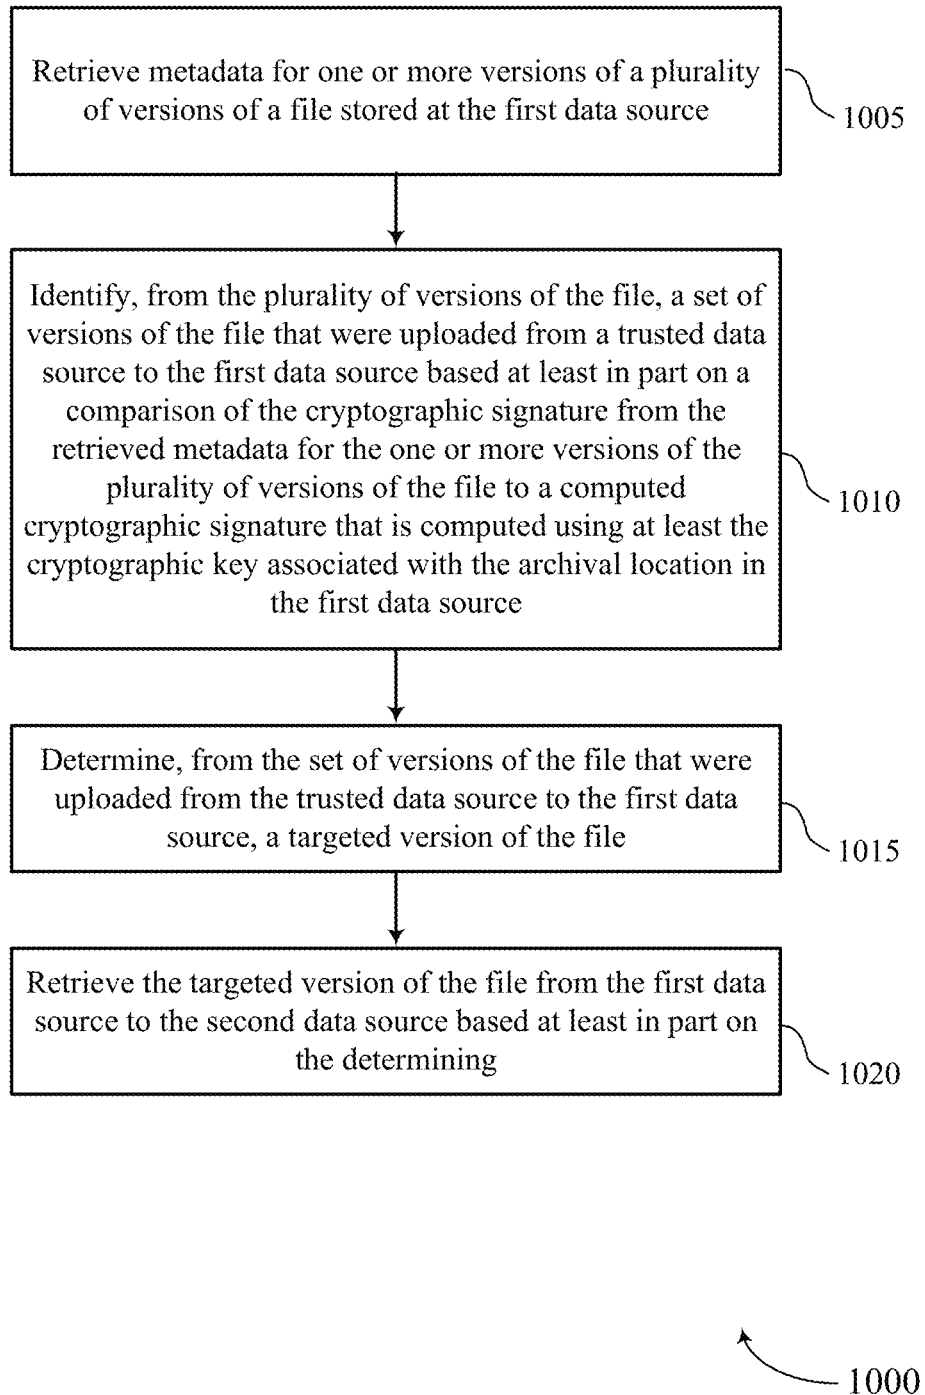 Retrieve metadata for one or more versions of a plurality
of versions of a file stored at the first data source
1005
Identify, from the plurality of versions of the file, a set of
versions of the file that were uploaded from a trusted data
source to the first data source based at least in part on a
comparison of the cryptographic signature from the
retrieved metadata for the one or more versions of the
plurality of versions of the file to a computed
cryptographic signature that is computed using at least the
cryptographic key associated with the archival location in
the first data source
1010
Determine, from the set of versions of the file that were
uploaded from the trusted data source to the first data
source, a targeted version of the file
1015
Retrieve the targeted version of the file from the first data
source to the second data source based at least in part on
the determining
1020
1000